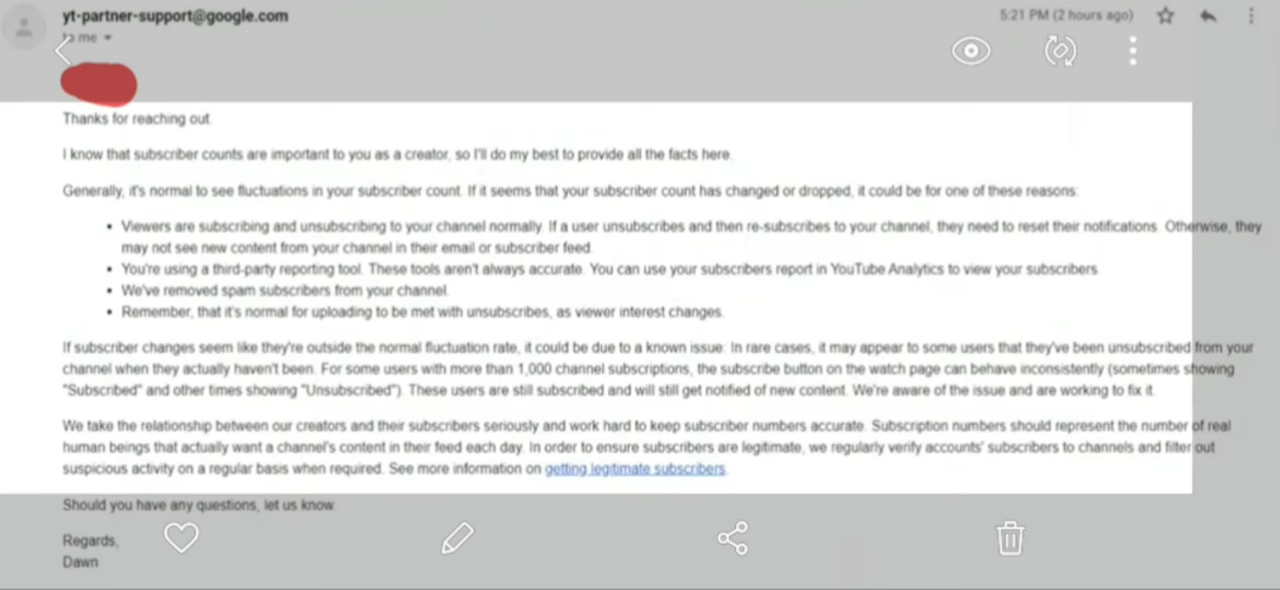 yt-partner-support@google.com
5:21 PM (2 hours ago)
to me
Thanks for reaching out.
I know that subscriber counts are important to you as a creator, so I'll do my best to provide all the facts here.
Generally, it's normal to see fluctuations in your subscriber count. If it seems that your subscriber count has changed or dropped, it could be for one of these reasons:
• Viewers are subscribing and unsubscribing to your channel normally. If a user unsubscribes and then re-subscribes to your channel, they need to reset their notifications. Otherwise, they
may not see new content from your channel in their email or subscriber feed.
• You're using a third-party reporting tool. These tools aren't always accurate. You can use your subscribers report in YouTube Analytics to view your subscribers.
• We've removed spam subscribers from your channel.
• Remember, that it's normal for uploading to be met with unsubscribes, as viewer interest changes.
If subscriber changes seem like they're outside the normal fluctuation rate, it could be due to a known issue: In rare cases, it may appear to some users that they've been unsubscribed from your
channel when they actually haven't been. For some users with more than 1,000 channel subscriptions, the subscribe button on the watch page can behave inconsistently (sometimes showing
"Subscribed" and other times showing "Unsubscribed"). These users are still subscribed and will still get notified of new content. We're aware of the issue and are working to fix it.
We take the relationship between our creators and their subscribers seriously and work hard to keep subscriber numbers accurate. Subscription numbers should represent the number of real
human beings that actually want a channel's content in their feed each day. In order to ensure subscribers are legitimate, we regularly verify accounts' subscribers to channels and filter out
suspicious activity on a regular basis when required. See more information on getting legitimate subscribers.
Should you have any questions, let us know.
Regards,
Dawn